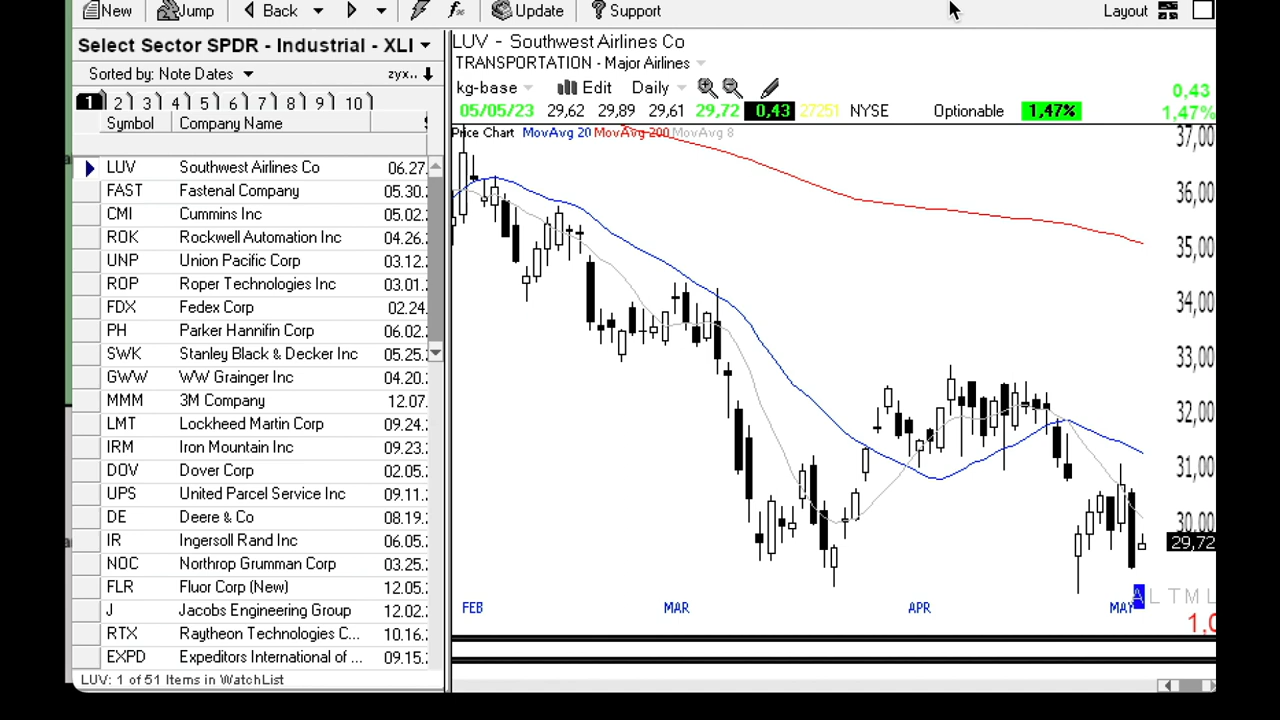 New Jump Back Update Support Layout
Select Sector SPDR - Industrial - XLI
Sorted by: Note Dates zyx..
1 2 3 4 5 6 7 8 9 10
Symbol Company Name
LUV Southwest Airlines Co 06.27.
FAST Fastenal Company 05.30.
CMI Cummins Inc 05.02.
ROK Rockwell Automation Inc 04.26.
UNP Union Pacific Corp 03.12.
ROP Roper Technologies Inc 03.01.
FDX Fedex Corp 02.24.
PH Parker Hannifin Corp 06.02.
SWK Stanley Black & Decker Inc 05.25.
GWW WW Grainger Inc 04.20.
MMM 3M Company 12.07.
LMT Lockheed Martin Corp 09.24.
IRM Iron Mountain Inc 09.23.
DOV Dover Corp 02.05.
UPS United Parcel Service Inc 09.11.
DE Deere & Co 08.19.
IR Ingersoll Rand Inc 06.05.
NOC Northrop Grumman Corp 03.25.
FLR Fluor Corp (New) 12.05.
J Jacobs Engineering Group 12.02.
RTX Raytheon Technologies C... 10.16.
EXPD Expeditors International of ... 09.15.
LUV: 1 of 51 Items in WatchList
LUV - Southwest Airlines Co
TRANSPORTATION - Major Airlines
kg-base Edit Daily
0,43
05/05/23 29,62 29,89 29,61 29,72 0,43 27251 NYSE Optionable 1,47% 1,47%
Price Chart MovAvg 20 MovAvg 200 MovAvg 8
37,00
36,00
35,00
34,00
33,00
32,00
31,00
30,00
29,72
A L T M L
FEB MAR APR MAY
1,0